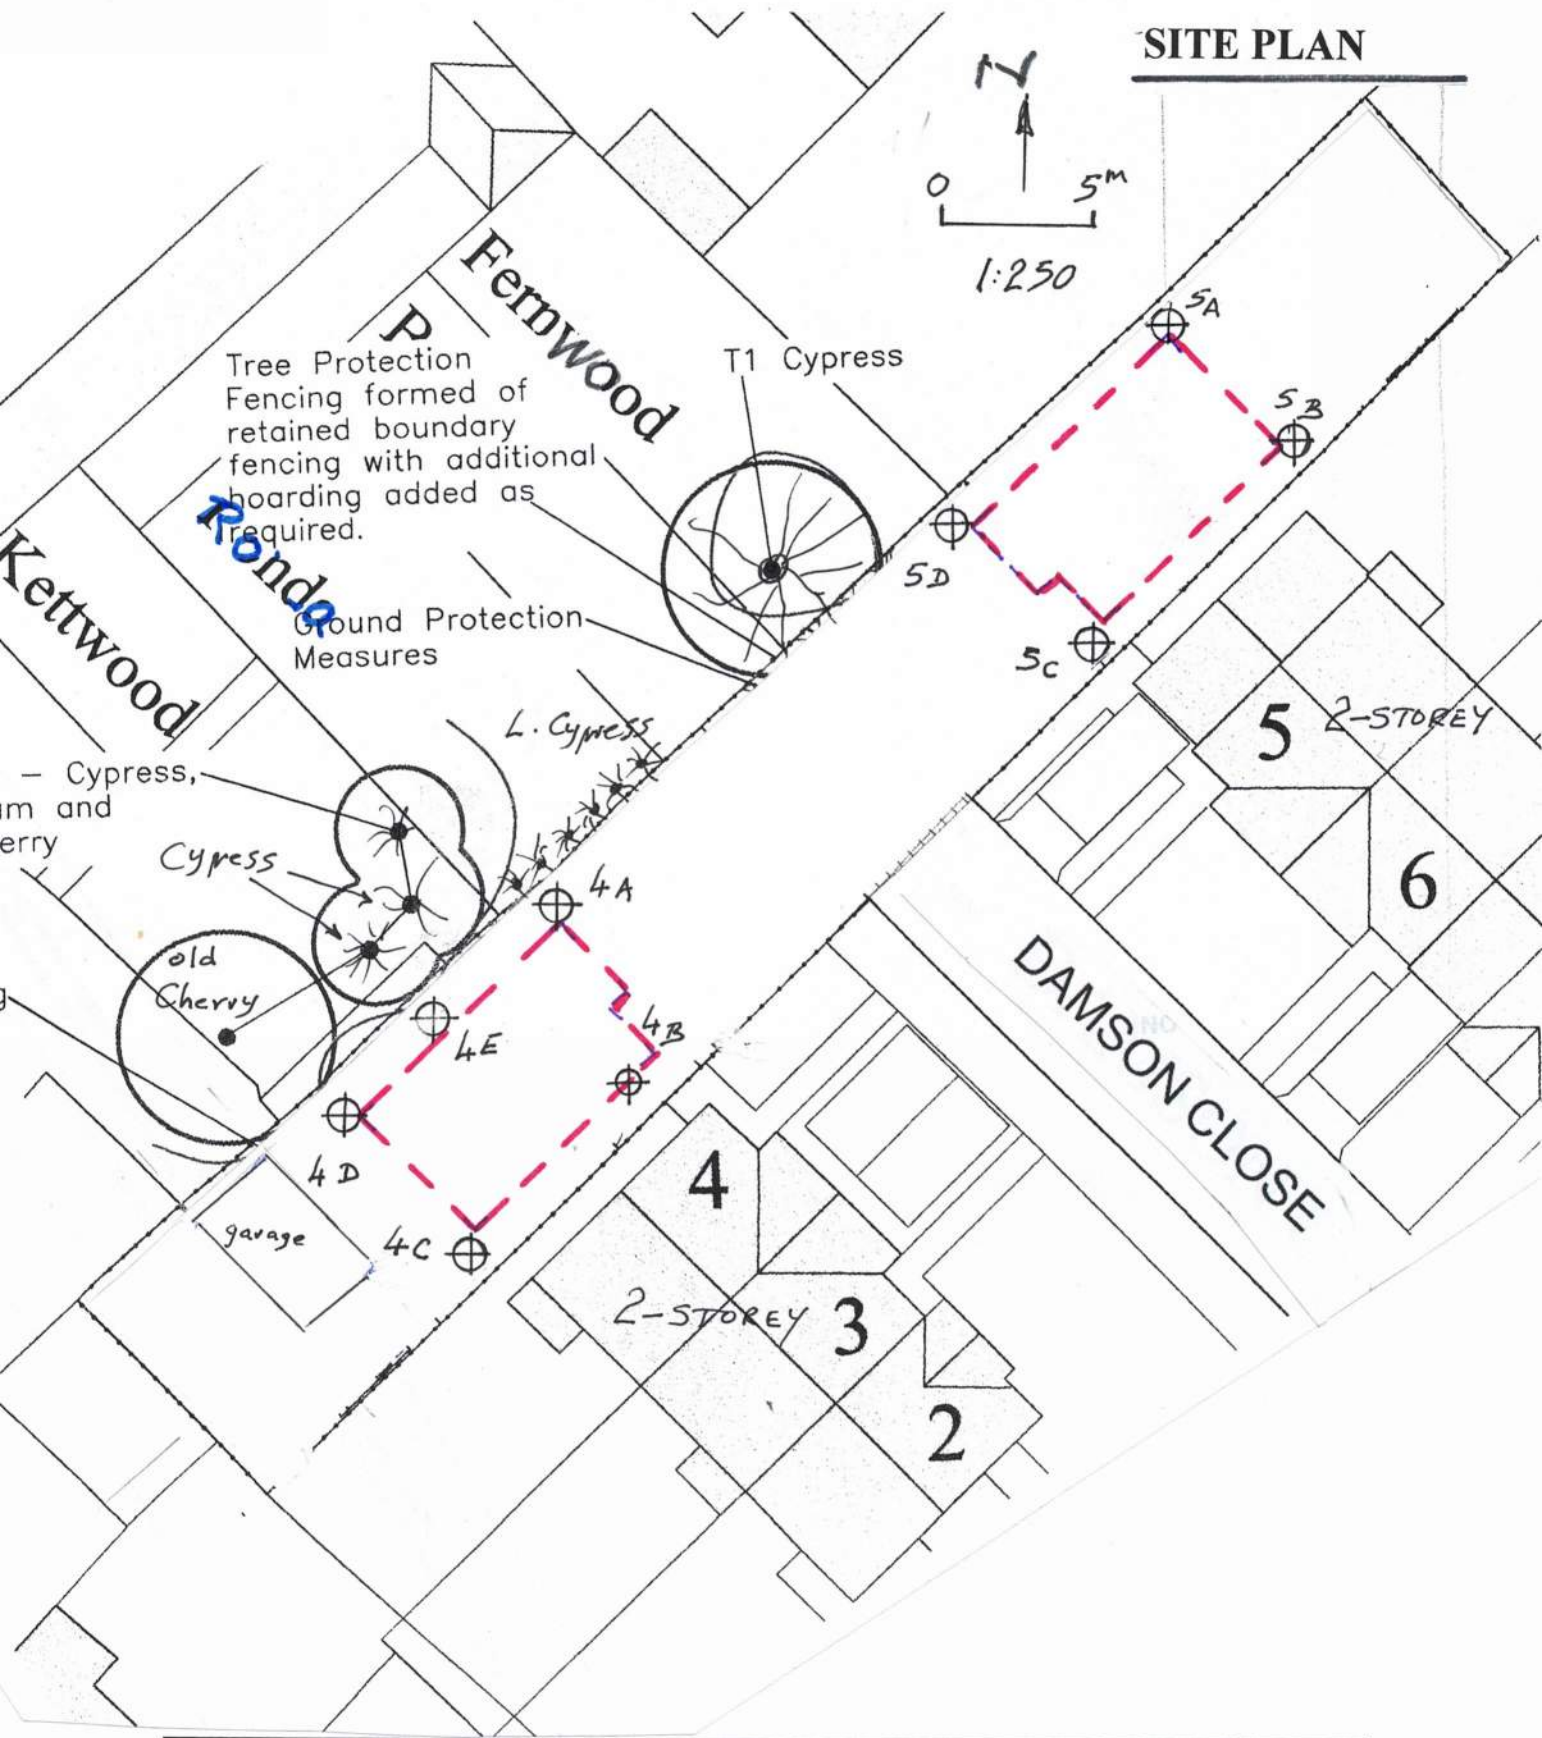 SITE PLAN
N
0 5m
1:250
Fernwood
R
Tree Protection
Fencing formed of
retained boundary
fencing with additional
boarding added as
required.
T1 Cypress
5A
5B
5D
5C
Ronda
Kettwood
Ground Protection
Measures
L. Cypress
5 2-STOREY
– Cypress,
um and
erry
Cypress
6
4A
old
Cherry
g
4E
4B
DAMSON CLOSE
4D
4
garage
4C
2-STOREY
3
2